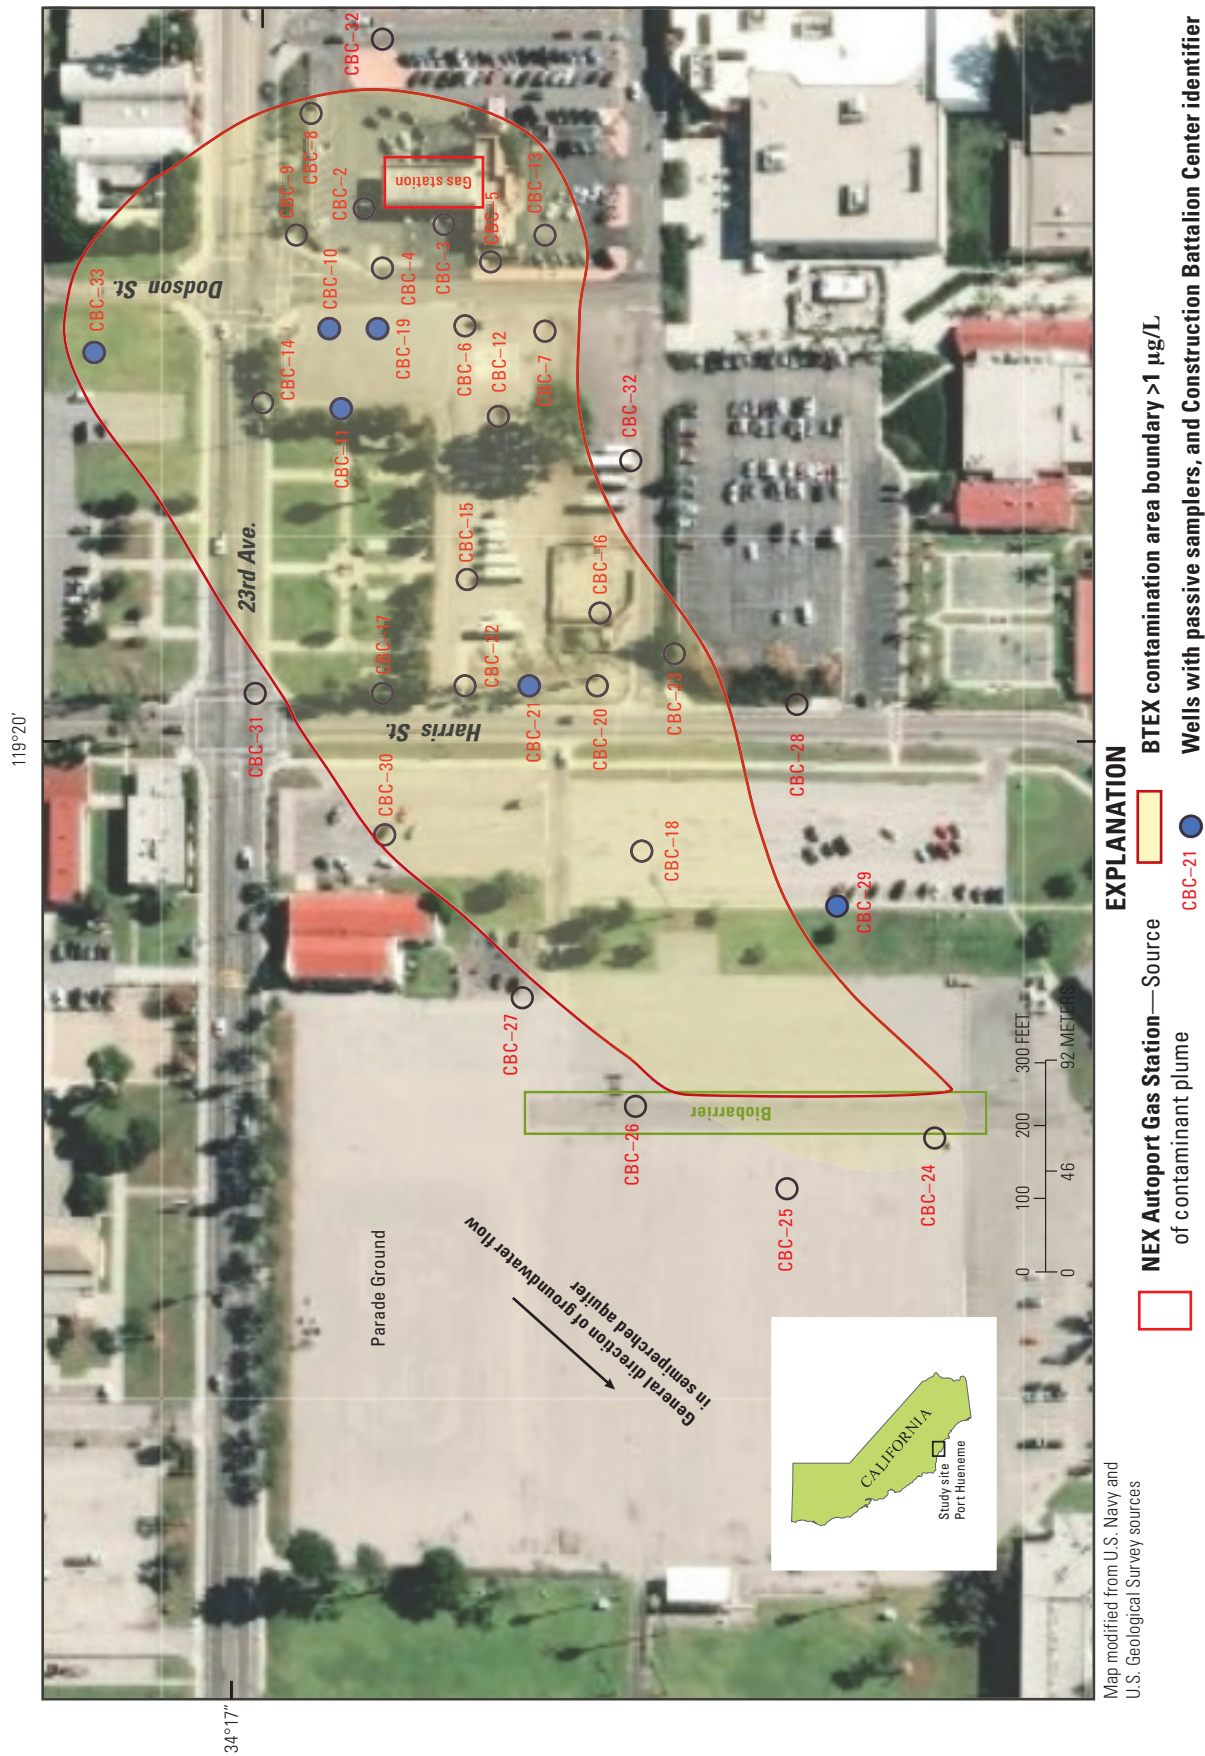 119°20'
34°17"
CBC–33
Dodson St.
23rd Ave.
CBC–32
CBC–8
CBC–9
CBC–2
Gas station
CBC–13
CBC–5
CBC–3
CBC–4
CBC–10
CBC–19
CBC–14
CBC–11
CBC–6
CBC–12
CBC–7
CBC–32
CBC–15
CBC–16
CBC–17
CBC–22
CBC–31
Harris St.
CBC–21
CBC–20
CBC–23
CBC–28
CBC–30
CBC–18
CBC–29
CBC–27
CBC–26
Biobarrier
CBC–25
CBC–24
Parade Ground
General direction of groundwater flow
in semiperched aquifer
0 100 200 300 FEET
0 46 92 METERS
CALIFORNIA
Study site
Port Hueneme
Map modified from U.S. Navy and
U.S. Geological Survey sources
EXPLANATION
NEX Autoport Gas Station—Source
of contaminant plume
BTEX contamination area boundary >1 µg/L
CBC–21
Wells with passive samplers, and Construction Battalion Center identifier